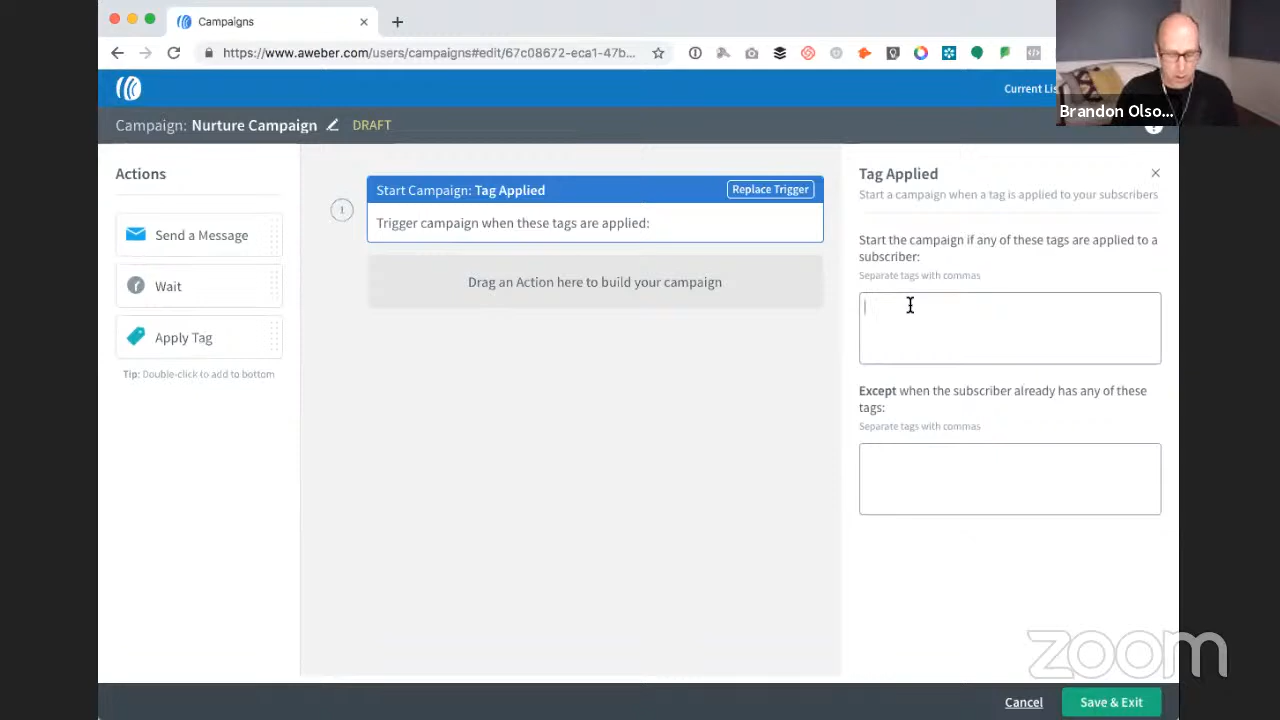 Campaigns
https://www.aweber.com/users/campaigns#edit/67c08672-eca1-47b...
Current Lis
Brandon Olso...
Campaign: Nurture Campaign DRAFT
Actions
Send a Message
Wait
Apply Tag
Tip: Double-click to add to bottom
1
Start Campaign: Tag Applied
Replace Trigger
Trigger campaign when these tags are applied:
Drag an Action here to build your campaign
Tag Applied
Start a campaign when a tag is applied to your subscribers
Start the campaign if any of these tags are applied to a
subscriber:
Separate tags with commas
Except when the subscriber already has any of these
tags:
Separate tags with commas
zoom
Cancel
Save & Exit